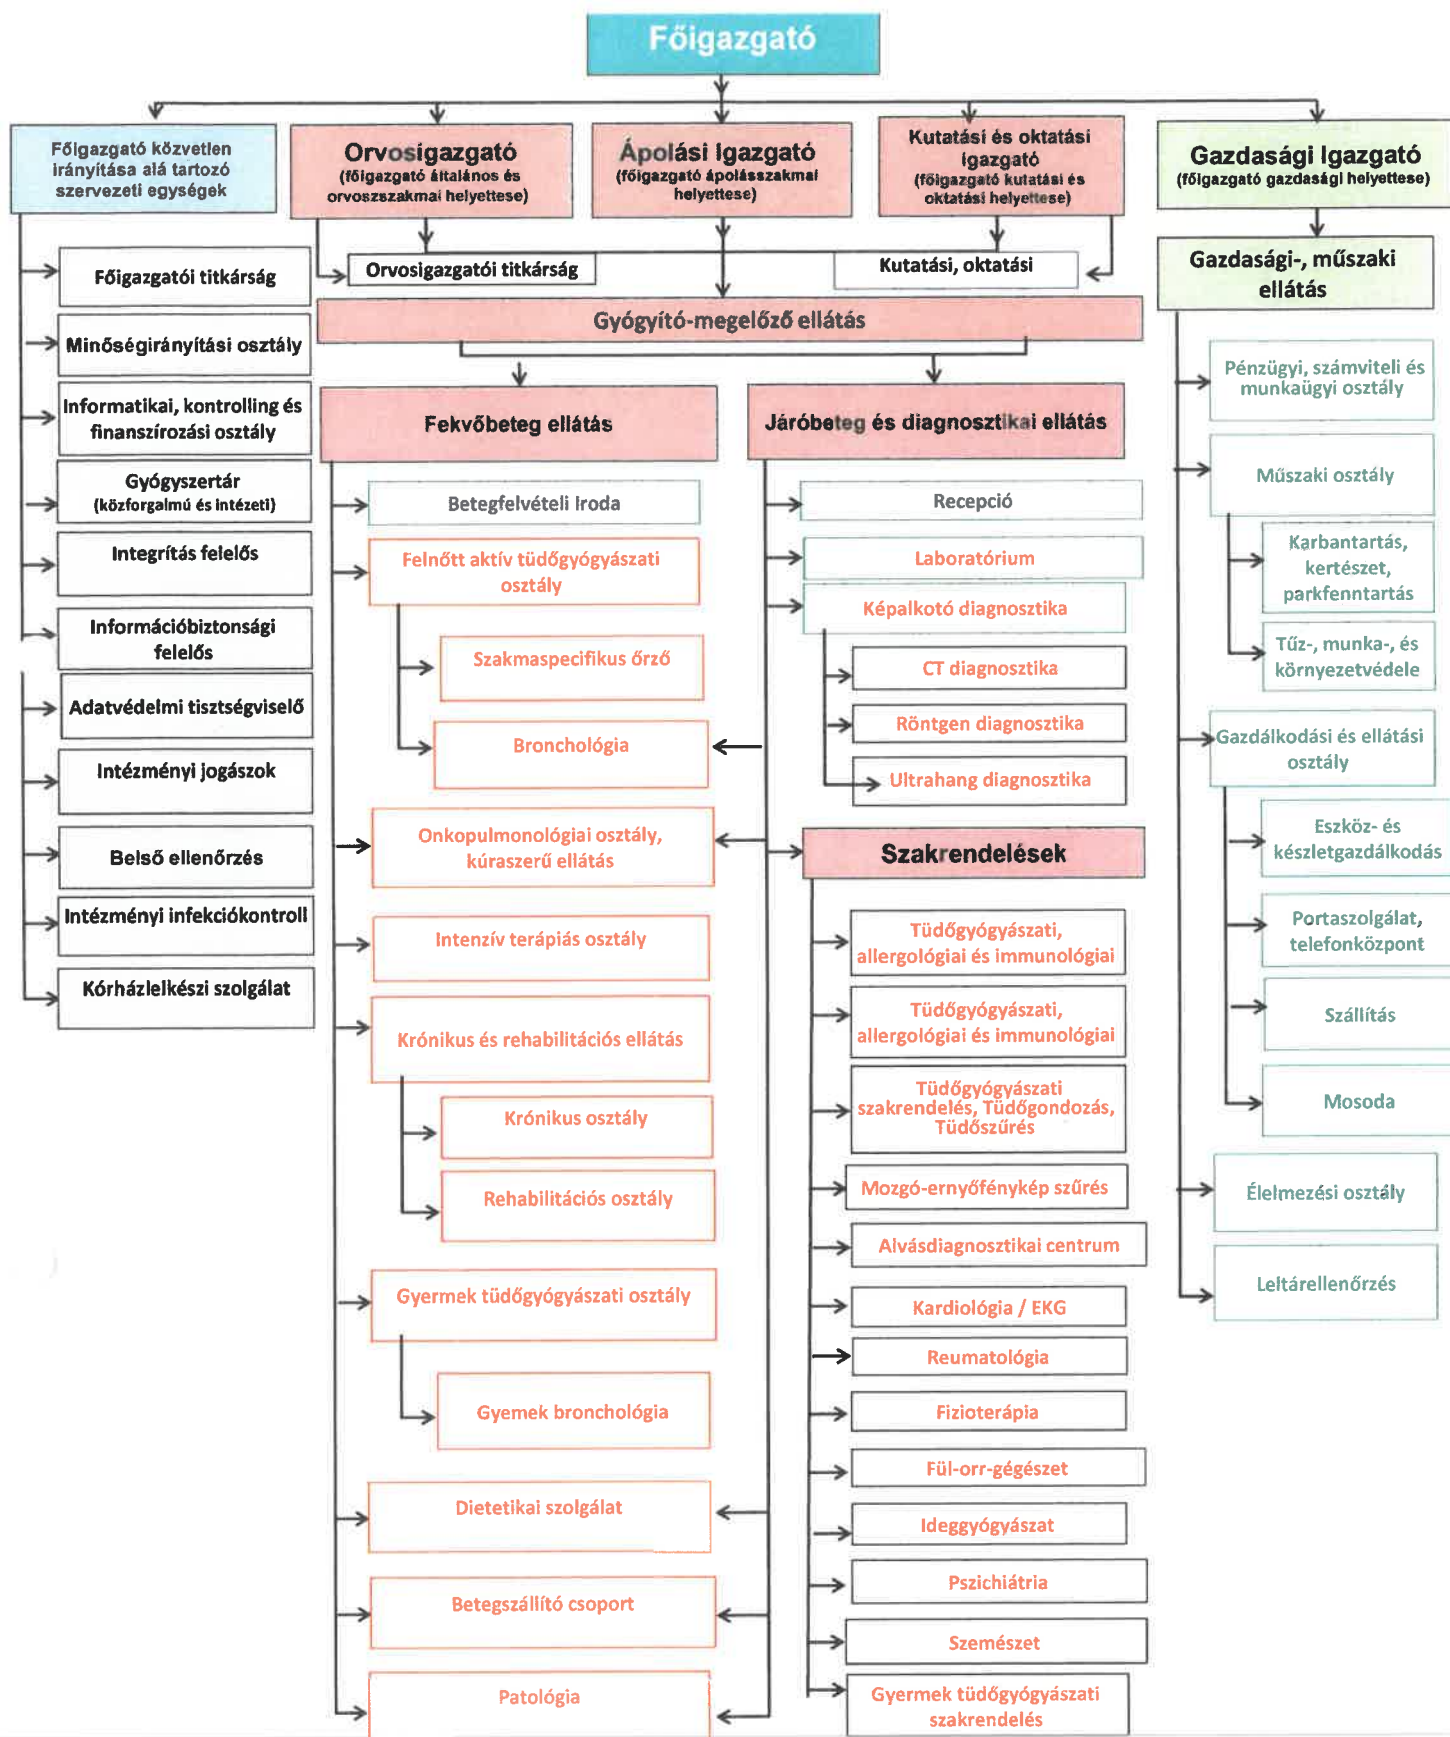 Főigazgató
Főigazgató közvetlen
irányítása alá tartozó
szervezeti egységek
Orvosigazgató
(főigazgató általános és
orvoszszakmai helyettese)
Ápolási Igazgató
(főigazgató ápolásszakmai
helyettese)
Kutatási és oktatási
igazgató
(főigazgató kutatási és
oktatási helyettese)
Gazdasági Igazgató
(főigazgató gazdasági helyettese)
Főigazgatói titkárság
Minőségirányítási osztály
Informatikai, kontrolling és
finanszírozási osztály
Gyógyszertár
(közforgalmú és intézeti)
Integrítás felelős
Információbiztonsági
felelős
Adatvédelmi tisztségviselő
Intézményi jogászok
Belső ellenőrzés
Intézményi infekciókontroll
Kórházlelkészi szolgálat
Orvosigazgatói titkárság
Kutatási, oktatási
Gyógyító-megelőző ellátás
Fekvőbeteg ellátás
Betegfelvételi Iroda
Felnőtt aktív tüdőgyógyászati
osztály
Szakmaspecifikus őrző
Bronchológia
Onkopulmonológiai osztály,
kúraszerű ellátás
Intenzív terápiás osztály
Krónikus és rehabilitációs ellátás
Krónikus osztály
Rehabilitációs osztály
Gyermek tüdőgyógyászati osztály
Gyemek bronchológia
Dietetikai szolgálat
Betegszállító csoport
Patológia
Járóbeteg és diagnosztikai ellátás
Recepció
Laboratórium
Képalkotó diagnosztika
CT diagnosztika
Röntgen diagnosztika
Ultrahang diagnosztika
Szakrendelések
Tüdőgyógyászati,
allergológiai és immunológiai
Tüdőgyógyászati,
allergológiai és immunológiai
Tüdőgyógyászati
szakrendelés, Tüdőgondozás,
Tüdőszűrés
Mozgó-ernyőfénykép szűrés
Alvásdiagnosztikai centrum
Kardiológia / EKG
Reumatológia
Fizioterápia
Fül-orr-gégészet
Ideggyógyászat
Pszichiátria
Szemészet
Gyermek tüdőgyógyászati
szakrendelés
Gazdasági-, műszaki
ellátás
Pénzügyi, számviteli és
munkaügyi osztály
Műszaki osztály
Karbantartás,
kertészet,
parkfenntartás
Tűz-, munka-, és
környezetvédele
Gazdálkodási és ellátási
osztály
Eszköz- és
készletgazdálkodás
Portaszolgálat,
telefonközpont
Szállítás
Mosoda
Élelmezési osztály
Leltárellenőrzés